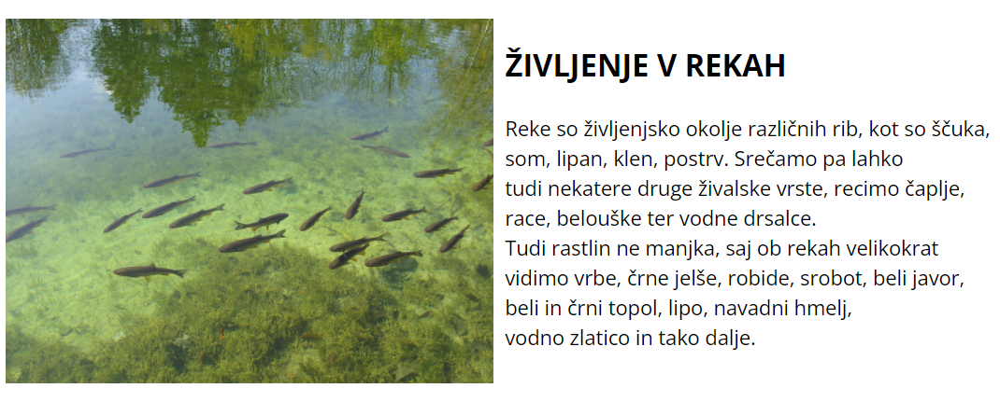 ŽIVLJENJE V REKAH
Reke so življenjsko okolje različnih rib, kot so ščuka,
som, lipan, klen, postrv. Srečamo pa lahko
tudi nekatere druge živalske vrste, recimo čaplje,
race, belouške ter vodne drsalce.
Tudi rastlin ne manjka, saj ob rekah velikokrat
vidimo vrbe, črne jelše, robide, srobot, beli javor,
beli in črni topol, lipo, navadni hmelj,
vodno zlatico in tako dalje.